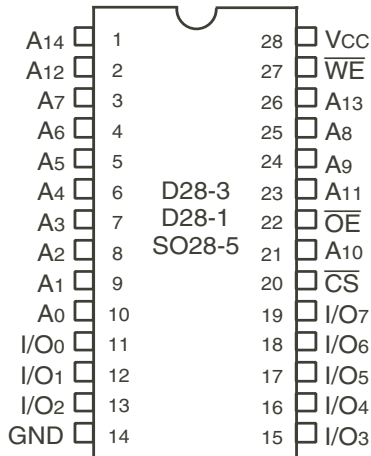 A14 1 28 VCC
A12 2 27 W̅E̅
A7 3 26 A13
A6 4 25 A8
A5 5 24 A9
A4 6 D28-3 23 A11
A3 7 D28-1 22 O̅E̅
A2 8 SO28-5 21 A10
A1 9 20 C̅S̅
A0 10 19 I/O7
I/O0 11 18 I/O6
I/O1 12 17 I/O5
I/O2 13 16 I/O4
GND 14 15 I/O3